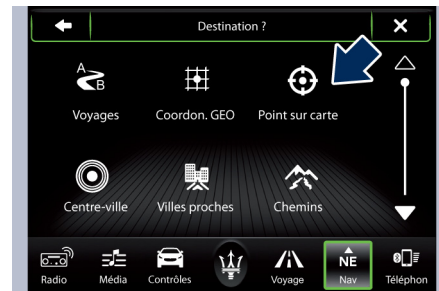 Destination ?
A B
Voyages Coordon. GEO Point sur carte
Centre-ville Villes proches Chemins
NE
Radio Média Contrôles Voyage Nav Téléphon